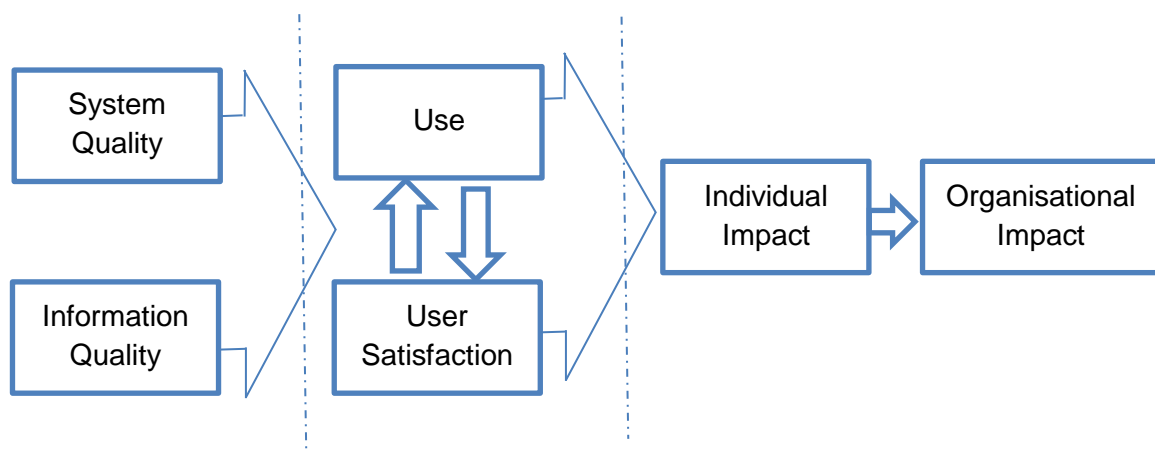 System
Quality
Use
Individual
Impact
Organisational
Impact
Information
Quality
User
Satisfaction